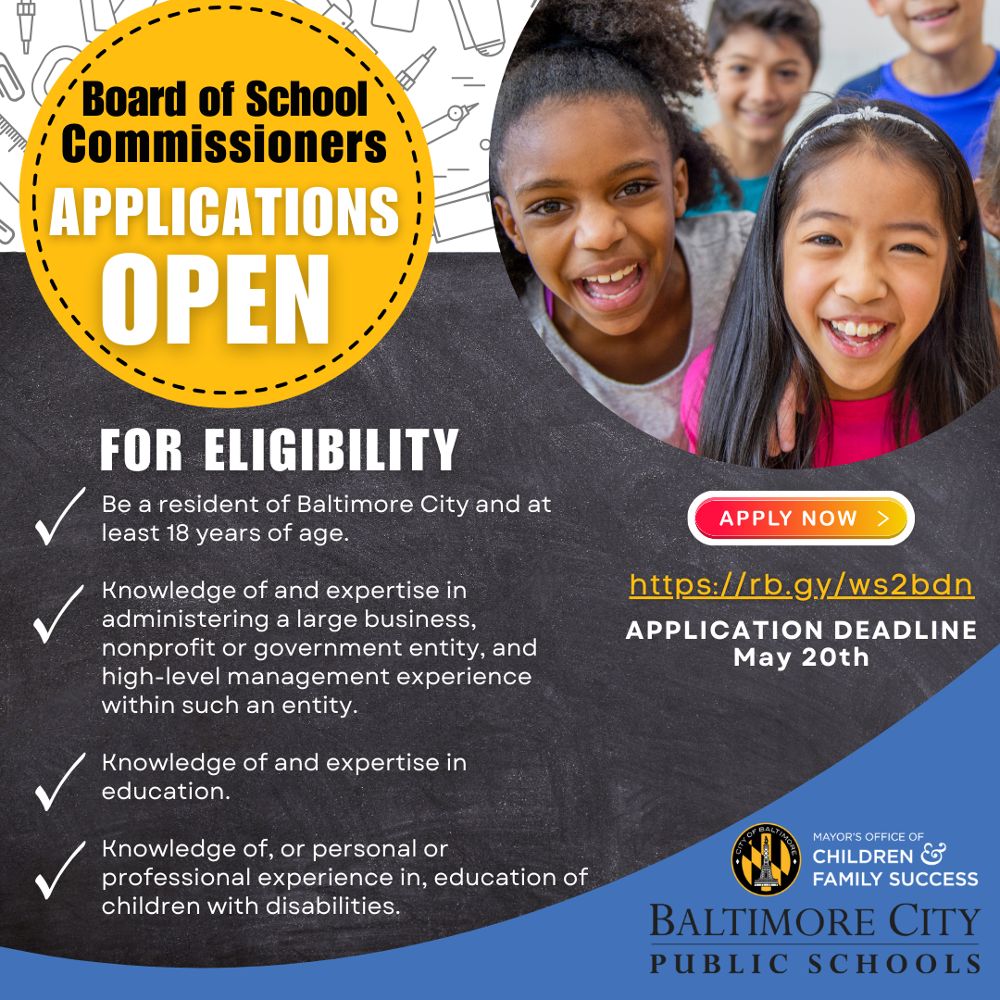 Board of School
Commissioners
APPLICATIONS
OPEN
FOR ELIGIBILITY
Be a resident of Baltimore City and at
least 18 years of age.
Knowledge of and expertise in
administering a large business,
nonprofit or government entity, and
high-level management experience
within such an entity.
Knowledge of and expertise in
education.
Knowledge of, or personal or
professional experience in, education of
children with disabilities.
APPLY NOW >
https://rb.gy/ws2bdn
APPLICATION DEADLINE
May 20th
CITY OF BALTIMORE
MAYOR'S OFFICE OF
CHILDREN &
FAMILY SUCCESS
BALTIMORE CITY
PUBLIC SCHOOLS